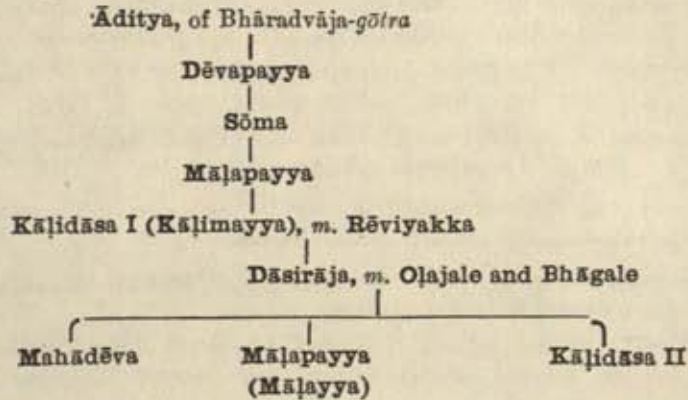 Āditya, of Bhāradvāja-gōtra
Dēvapayya
Sōma
Māḷapayya
Kāḷidāsa I (Kāḷimayya), m. Rēviyakka
Dāsirāja, m. Oḷajale and Bhāgale
Mahādēva Māḷapayya Kāḷidāsa II
(Māḷayya)